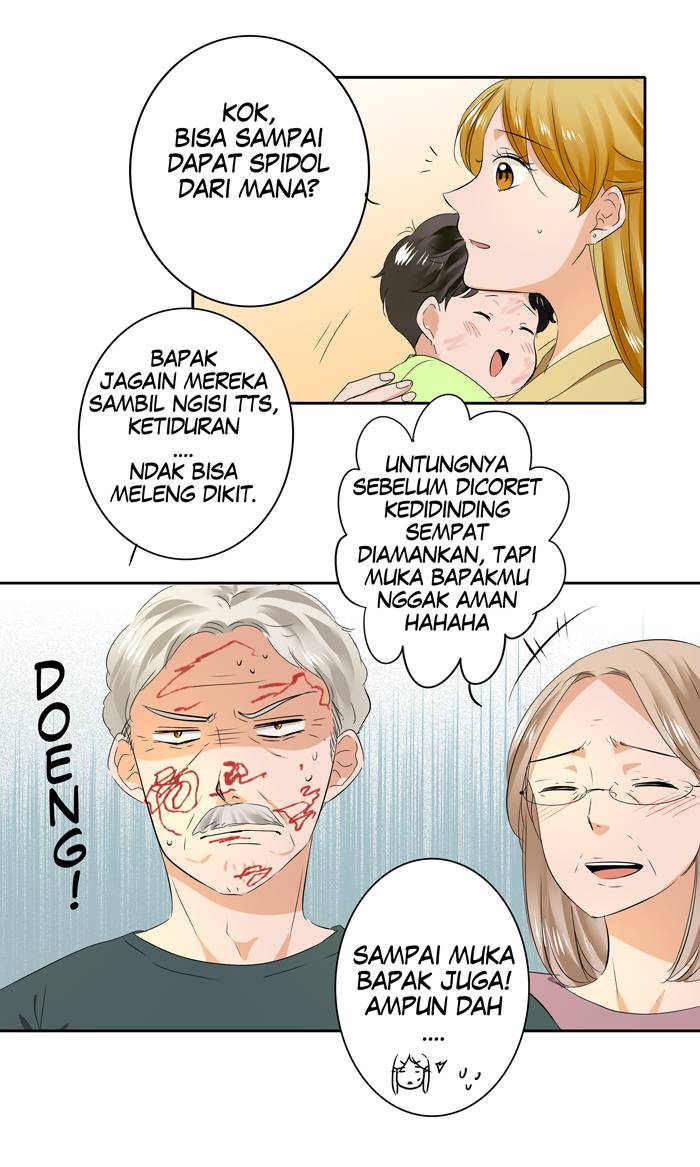 KOK,
BISA SAMPAI
DAPAT SPIDOL
DARI MANA?
BAPAK
JAGAIN MEREKA
SAMBIL NGISI TTS,
KETIDURAN
....
NDAK BISA
MELENG DIKIT.
UNTUNGNYA
SEBELUM DICORET
KEDIDINDING
SEMPAT
DIAMANKAN, TAPI
MUKA BAPAKMU
NGGAK AMAN
HAHAHA
DOENG!
SAMPAI MUKA
BAPAK JUGA!
AMPUN DAH
....